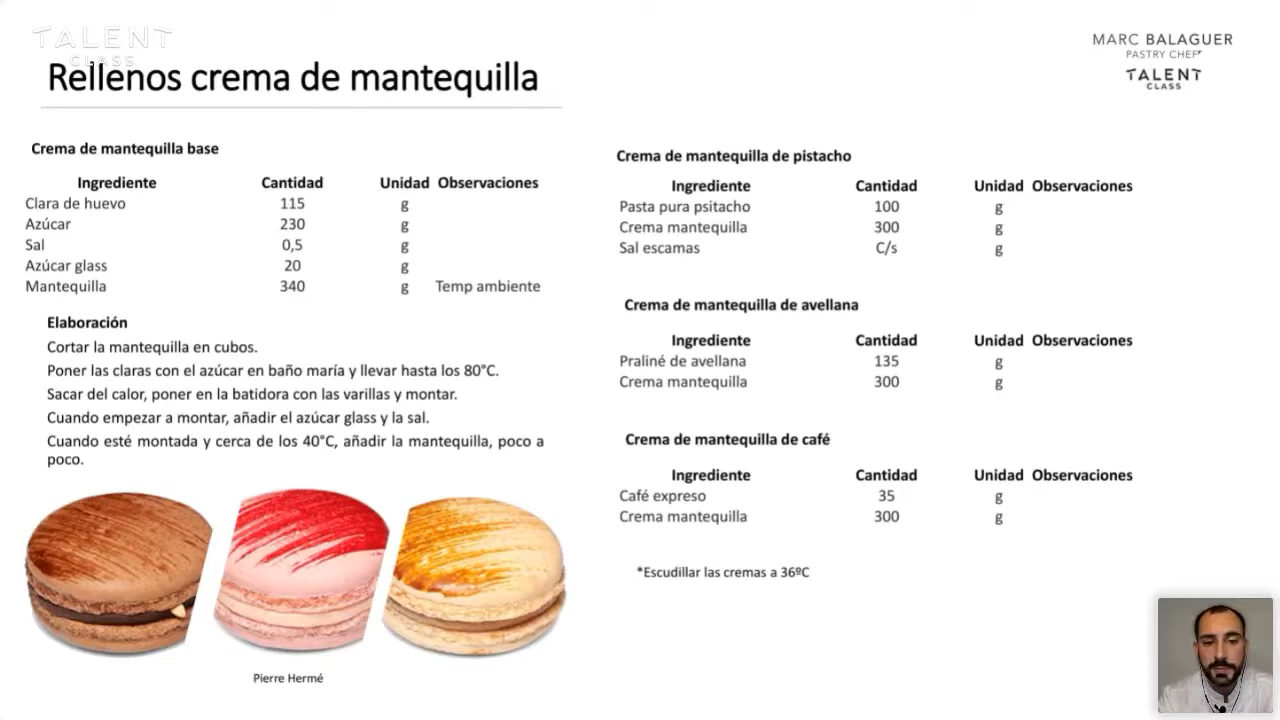 TALENT
CLASS
Rellenos crema de mantequilla
MARC BALAGUER
PASTRY CHEF
TALENT
CLASS
Crema de mantequilla base
Ingrediente Cantidad Unidad Observaciones
Clara de huevo 115 g
Azúcar 230 g
Sal 0,5 g
Azúcar glass 20 g
Mantequilla 340 g Temp ambiente
Elaboración
Cortar la mantequilla en cubos.
Poner las claras con el azúcar en baño maría y llevar hasta los 80°C.
Sacar del calor, poner en la batidora con las varillas y montar.
Cuando empezar a montar, añadir el azúcar glass y la sal.
Cuando esté montada y cerca de los 40°C, añadir la mantequilla, poco a
poco.
Pierre Hermé
Crema de mantequilla de pistacho
Ingrediente Cantidad Unidad Observaciones
Pasta pura psitacho 100 g
Crema mantequilla 300 g
Sal escamas C/s g
Crema de mantequilla de avellana
Ingrediente Cantidad Unidad Observaciones
Praliné de avellana 135 g
Crema mantequilla 300 g
Crema de mantequilla de café
Ingrediente Cantidad Unidad Observaciones
Café expreso 35 g
Crema mantequilla 300 g
*Escudillar las cremas a 36ºC